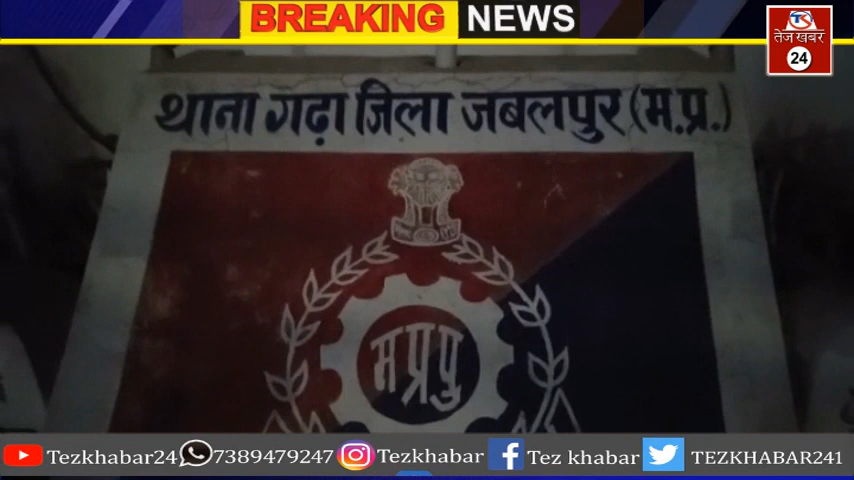 BREAKING NEWS
तेज खबर
24
थाना गढ़ा जिला जबलपुर (म.प्र.)
म प्र पु
Tezkhabar24 7389479247 Tezkhabar Tez khabar TEZKHABAR241